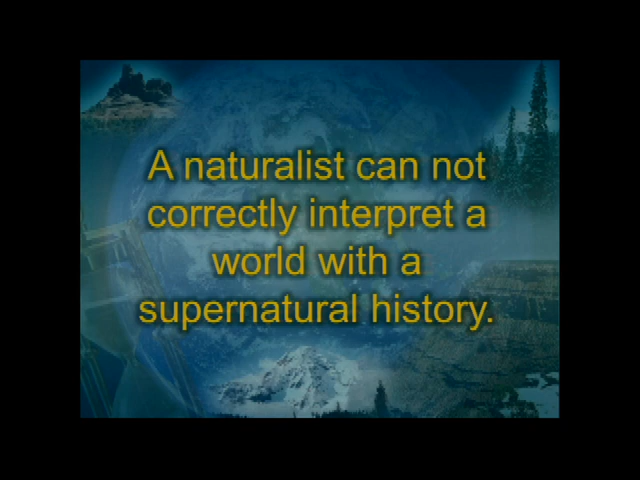 A naturalist can not
correctly interpret a
world with a
supernatural history.